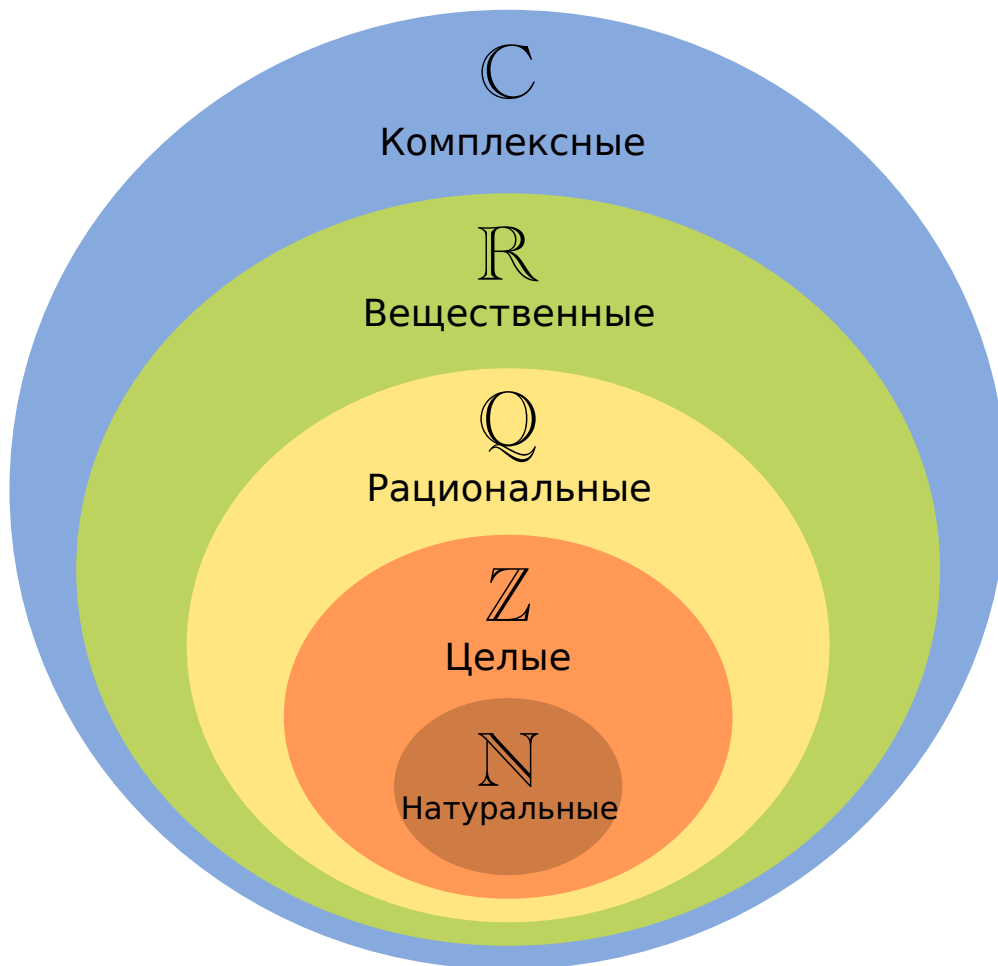 ℂ
Комплексные
ℝ
Вещественные
ℚ
Рациональные
ℤ
Целые
ℕ
Натуральные